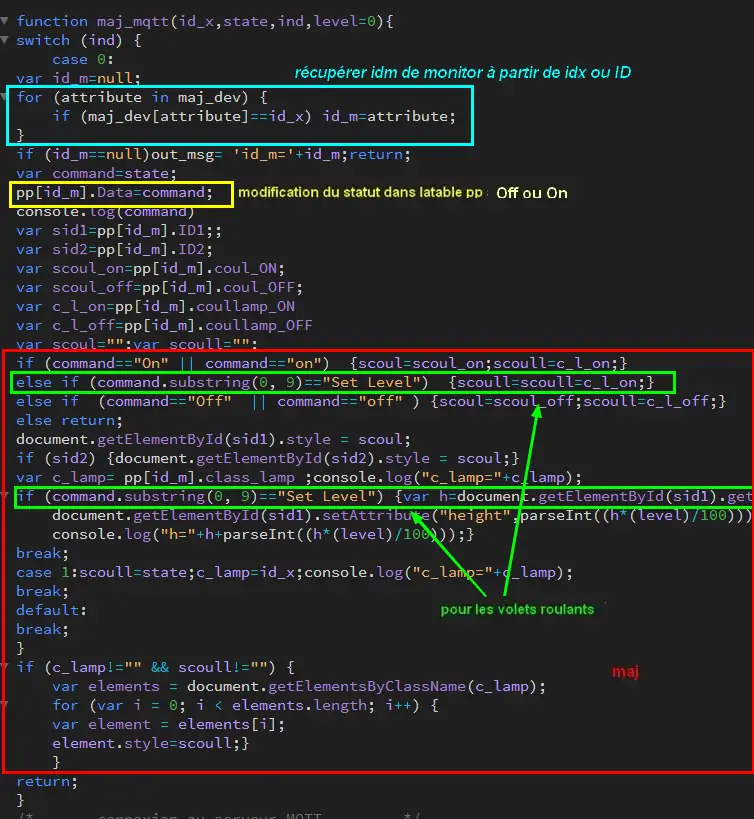 function maj_mqtt(id_x,state,ind,level=0){
switch (ind) {
case 0:
var id_m=null;
récupérer idm de monitor à partir de idx ou ID
for (attribute in maj_dev) {
if (maj_dev[attribute]==id_x) id_m=attribute;
}
if (id_m==null)out_msg= 'id_m='+id_m;return;
var command=state;
pp[id_m].Data=command; modification du statut dans latable pp Off ou On
console.log(command)
var sid1=pp[id_m].ID1;;
var sid2=pp[id_m].ID2;
var scoul_on=pp[id_m].coul_ON;
var scoul_off=pp[id_m].coul_OFF;
var c_l_on=pp[id_m].coullamp_ON
var c_l_off=pp[id_m].coullamp_OFF
var scoul="";var scoull="";
if (command=="On" || command=="on") {scoul=scoul_on;scoull=c_l_on;}
else if (command.substring(0, 9)=="Set Level") {scoull=scoull=c_l_on;}
else if (command=="Off" || command=="off" ) {scoul=scoul_off;scoull=c_l_off;}
else return;
document.getElementById(sid1).style = scoul;
if (sid2) {document.getElementById(sid2).style = scoul;}
var c_lamp= pp[id_m].class_lamp ;console.log("c_lamp="+c_lamp);
if (command.substring(0, 9)=="Set Level") {var h=document.getElementById(sid1).get
document.getElementById(sid1).setAttribute("height",parseInt((h*(level)/100)))
console.log("h="+h+parseInt((h*(level)/100)));}
break;
case 1:scoull=state;c_lamp=id_x;console.log("c_lamp="+c_lamp);
break;
pour les volets roulants
default:
break;
}
if (c_lamp!="" && scoull!="") {
maj
var elements = document.getElementsByClassName(c_lamp);
for (var i = 0; i < elements.length; i++) {
var element = elements[i];
element.style=scoull;}
}
return;
}
/* connexion au serveur MQTT */